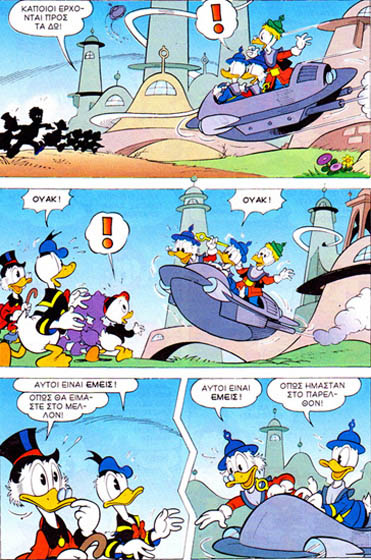 ΚΑΠΟΙΟΙ ΕΡΧΟ-
ΝΤΑΙ ΠΡΟΣ
ΤΑ ΔΩ!
!
ΟΥΑΚ!
!
ΟΥΑΚ!
ΑΥΤΟΙ ΕΙΝΑΙ ΕΜΕΙΣ!
ΟΠΩΣ ΘΑ ΕΙΜΑ-
ΣΤΕ ΣΤΟ ΜΕΛ-
ΛΟΝ!
ΑΥΤΟΙ ΕΙΝΑΙ
ΕΜΕΙΣ!
ΟΠΩΣ ΗΜΑΣΤΑΝ
ΣΤΟ ΠΑΡΕΛ-
ΘΟΝ!